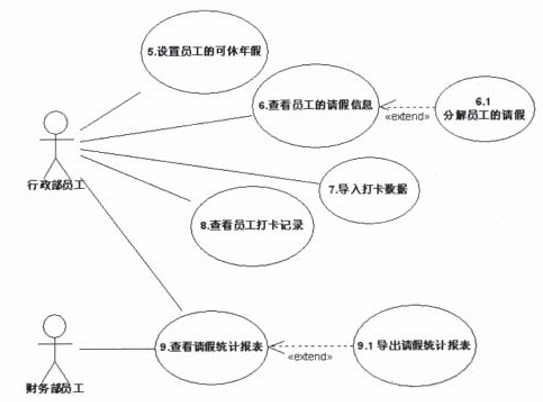 5.设置员工的可休年假
6.查看员工的请假信息
6.1
分解员工的请假
«extend»
行政部员工
7.导入打卡数据
8.查看员工打卡记录
9.查看请假统计报表
9.1 导出请假统计报表
«extend»
财务部员工